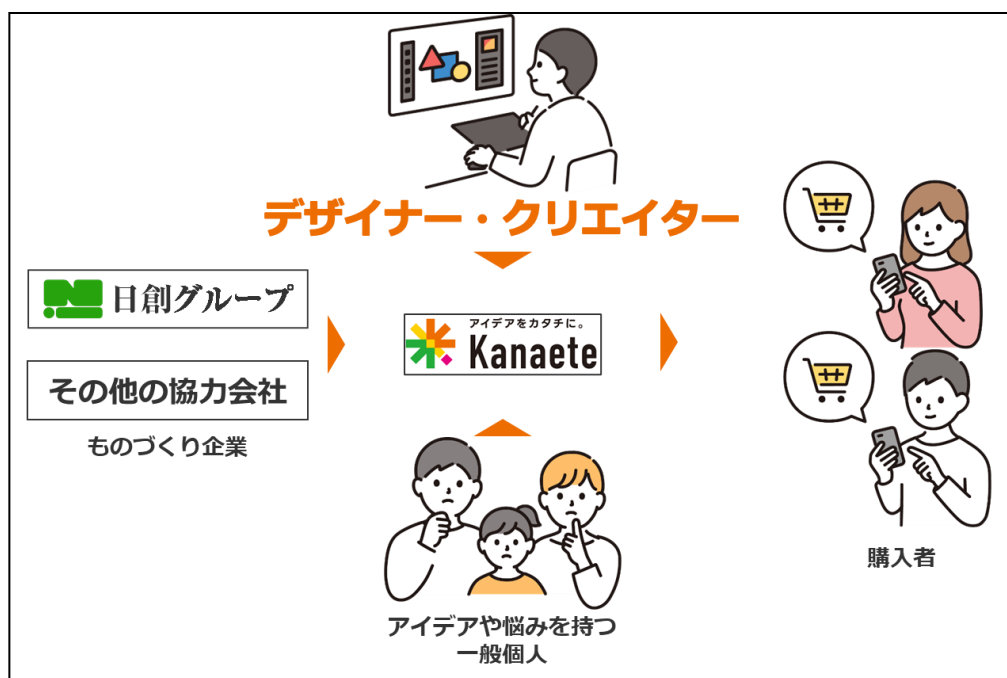 デザイナー・クリエイター
日創グループ
その他の協力会社
ものづくり企業
アイデアをカタチに。
Kanaete
アイデアや悩みを持つ
一般個人
購入者